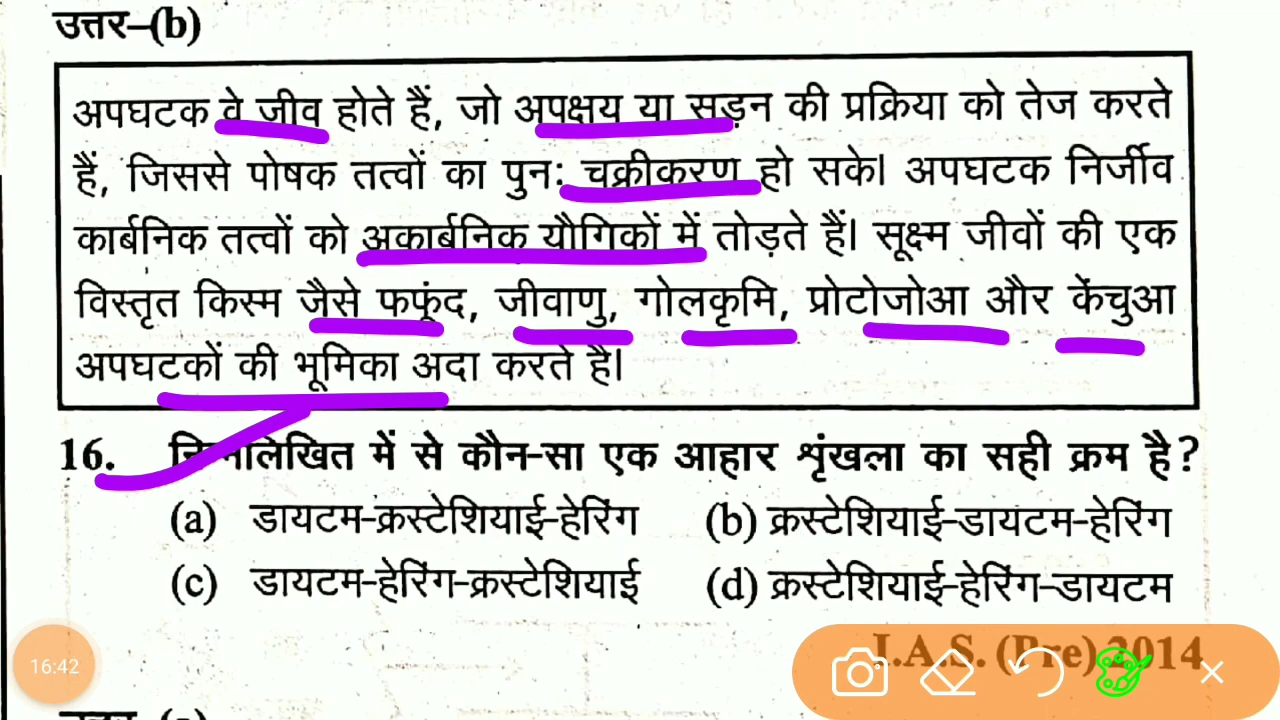 उत्तर–(b)
अपघटक वे जीव होते हैं, जो अपक्षय या सड़न की प्रक्रिया को तेज करते
हैं, जिससे पोषक तत्वों का पुनः चक्रीकरण हो सके। अपघटक निर्जीव
कार्बनिक तत्वों को अकार्बनिक यौगिकों में तोड़ते हैं। सूक्ष्म जीवों की एक
विस्तृत किस्म जैसे फफूंद, जीवाणु, गोलकृमि, प्रोटोजोआ और केंचुआ
अपघटकों की भूमिका अदा करते हैं।
16. निम्नलिखित में से कौन-सा एक आहार शृंखला का सही क्रम है?
(a) डायटम-क्रस्टेशियाई-हेरिंग (b) क्रस्टेशियाई-डायटम-हेरिंग
(c) डायटम-हेरिंग-क्रस्टेशियाई (d) क्रस्टेशियाई-हेरिंग-डायटम
I.A.S. (Pre) 2014
16:42